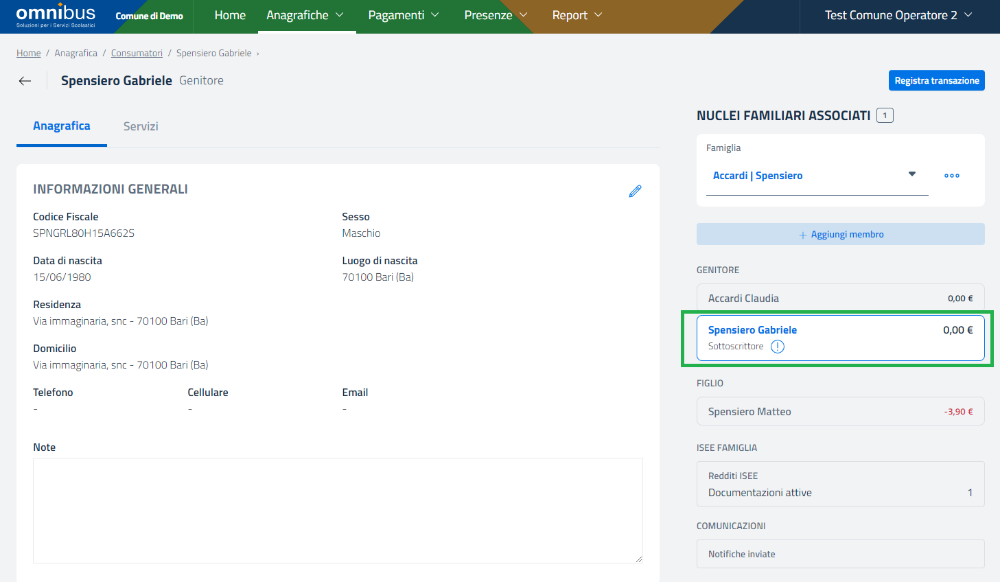 omnibus
Soluzioni per i Servizi Scolastici
Comune di Demo
Home
Anagrafiche
Pagamenti
Presenze
Report
Test Comune Operatore 2
Home / Anagrafica / Consumatori / Spensiero Gabriele ›
Spensiero Gabriele Genitore
Registra transazione
Anagrafica
Servizi
INFORMAZIONI GENERALI
Codice Fiscale
SPNGRL80H15A662S
Sesso
Maschio
Data di nascita
15/06/1980
Luogo di nascita
70100 Bari (Ba)
Residenza
Via immaginaria, snc - 70100 Bari (Ba)
Domicilio
Via immaginaria, snc - 70100 Bari (Ba)
Telefono
-
Cellulare
-
Email
-
Note
NUCLEI FAMILIARI ASSOCIATI 1
Famiglia
Accardi | Spensiero
+ Aggiungi membro
GENITORE
Accardi Claudia 0,00 €
Spensiero Gabriele 0,00 €
Sottoscrittore !
FIGLIO
Spensiero Matteo -3,90 €
ISEE FAMIGLIA
Redditi ISEE
Documentazioni attive 1
COMUNICAZIONI
Notifiche inviate